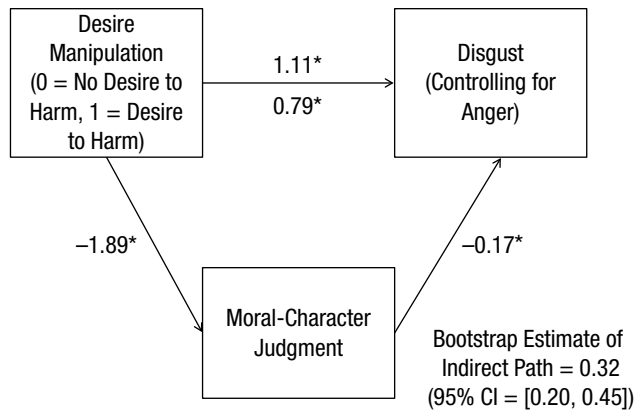 Desire
Manipulation
(0 = No Desire to
Harm, 1 = Desire
to Harm)
1.11*
0.79*
Disgust
(Controlling for
Anger)
–1.89*
–0.17*
Moral-Character
Judgment
Bootstrap Estimate of
Indirect Path = 0.32
(95% CI = [0.20, 0.45])